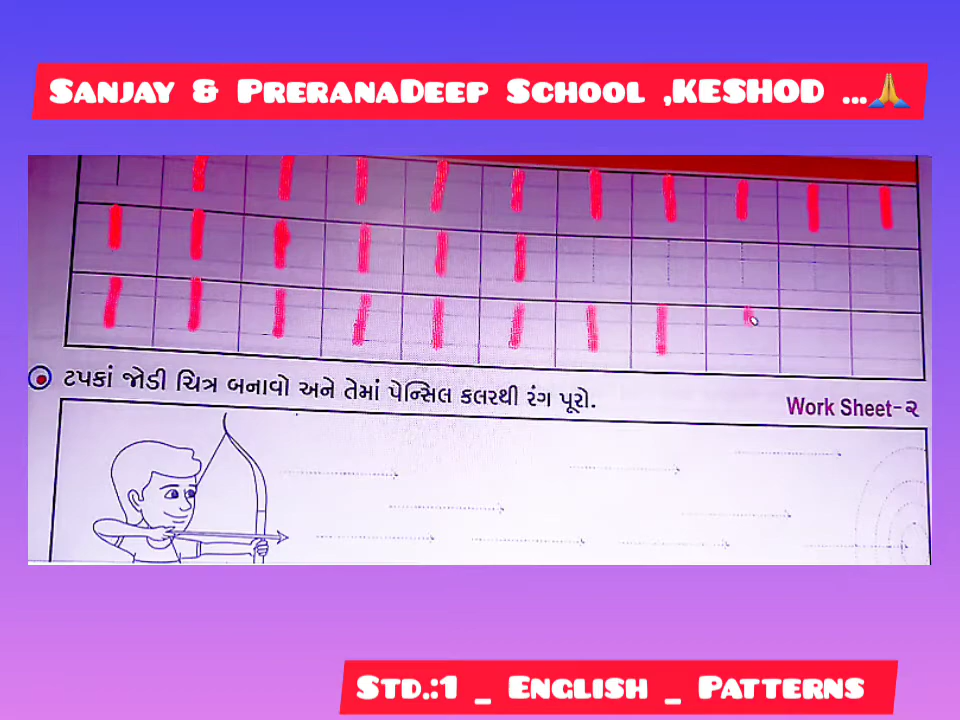 SANJAY & PRERANADEEP SCHOOL ,KESHOD ...🙏
ટપકાં જોડી ચિત્ર બનાવો અને તેમાં પેન્સિલ કલરથી રંગ પૂરો.
Work Sheet-૨
STD.:1 _ ENGLISH _ PATTERNS